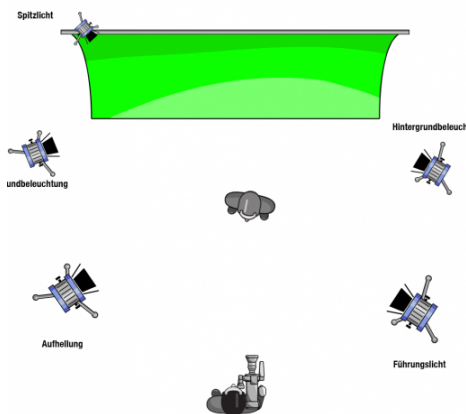 Spitzlicht
Hintergrundbeleuch
undbeleuchtung
Aufhellung
Führungslicht